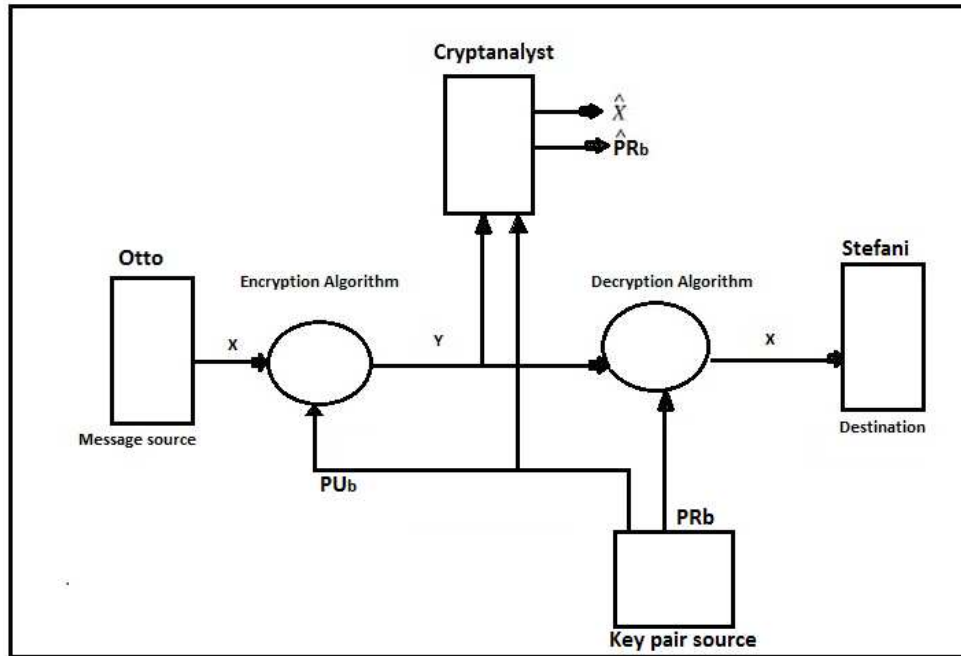 Cryptanalyst
X̂
P̂Rb
Otto
Stefani
Encryption Algorithm
Decryption Algorithm
X
Y
X
Message source
Destination
PUb
PRb
Key pair source